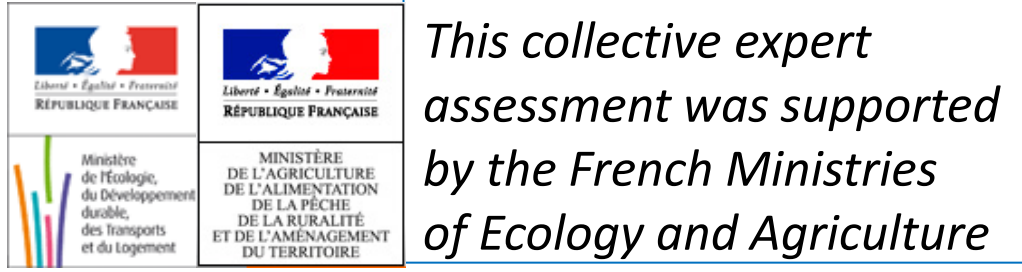 Liberté • Égalité • Fraternité
RÉPUBLIQUE FRANÇAISE
Ministère
de l'Écologie,
du Développement
durable,
des Transports
et du Logement
Liberté • Égalité • Fraternité
RÉPUBLIQUE FRANÇAISE
MINISTÈRE
DE L'AGRICULTURE
DE L'ALIMENTATION
DE LA PÊCHE
DE LA RURALITÉ
ET DE L'AMÉNAGEMENT
DU TERRITOIRE
This collective expert
assessment was supported
by the French Ministries
of Ecology and Agriculture